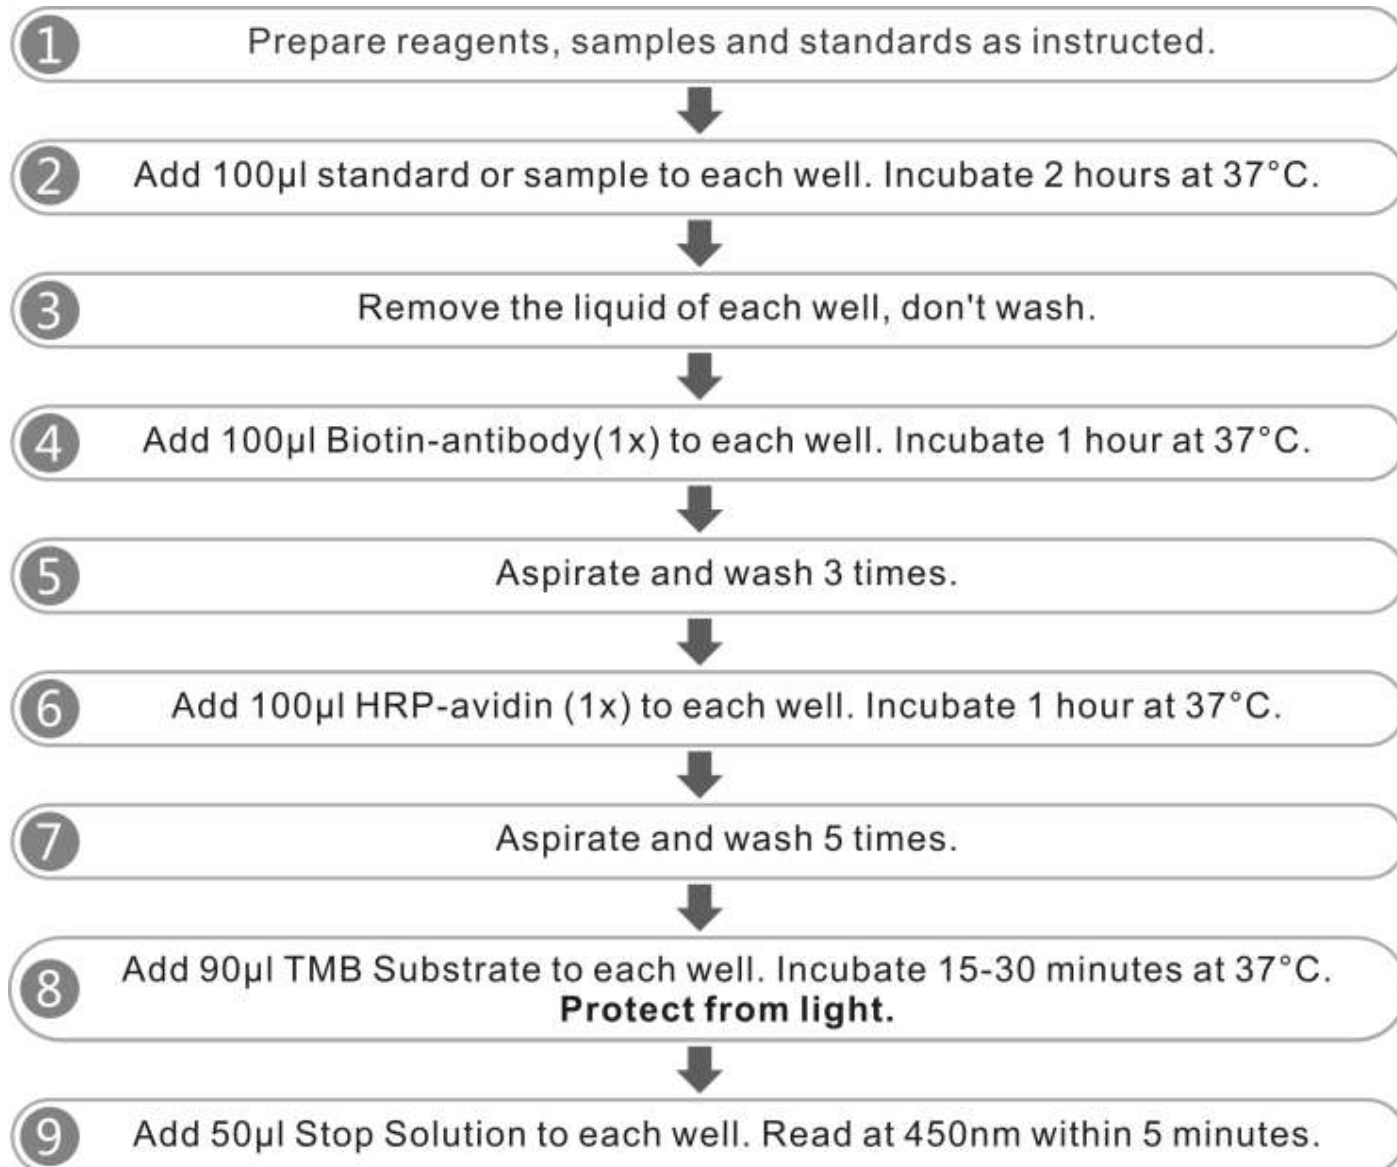 1 Prepare reagents, samples and standards as instructed.
2 Add 100μl standard or sample to each well. Incubate 2 hours at 37°C.
3 Remove the liquid of each well, don't wash.
4 Add 100μl Biotin-antibody(1x) to each well. Incubate 1 hour at 37°C.
5 Aspirate and wash 3 times.
6 Add 100μl HRP-avidin (1x) to each well. Incubate 1 hour at 37°C.
7 Aspirate and wash 5 times.
8 Add 90μl TMB Substrate to each well. Incubate 15-30 minutes at 37°C.
Protect from light.
9 Add 50μl Stop Solution to each well. Read at 450nm within 5 minutes.